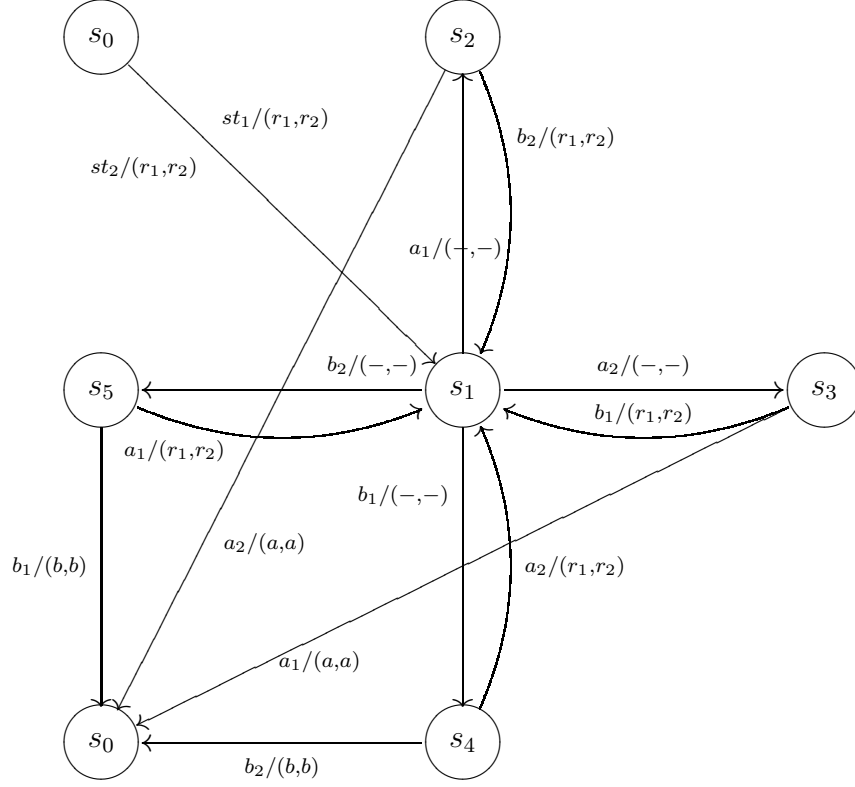 s₀
s₂
st₁/(r₁,r₂)
b₂/(r₁,r₂)
st₂/(r₁,r₂)
a₁/(−,−)
b₂/(−,−)
a₂/(−,−)
s₅
s₁
s₃
b₁/(r₁,r₂)
a₁/(r₁,r₂)
b₁/(−,−)
a₂/(a,a)
b₁/(b,b)
a₂/(r₁,r₂)
a₁/(a,a)
s₀
s₄
b₂/(b,b)